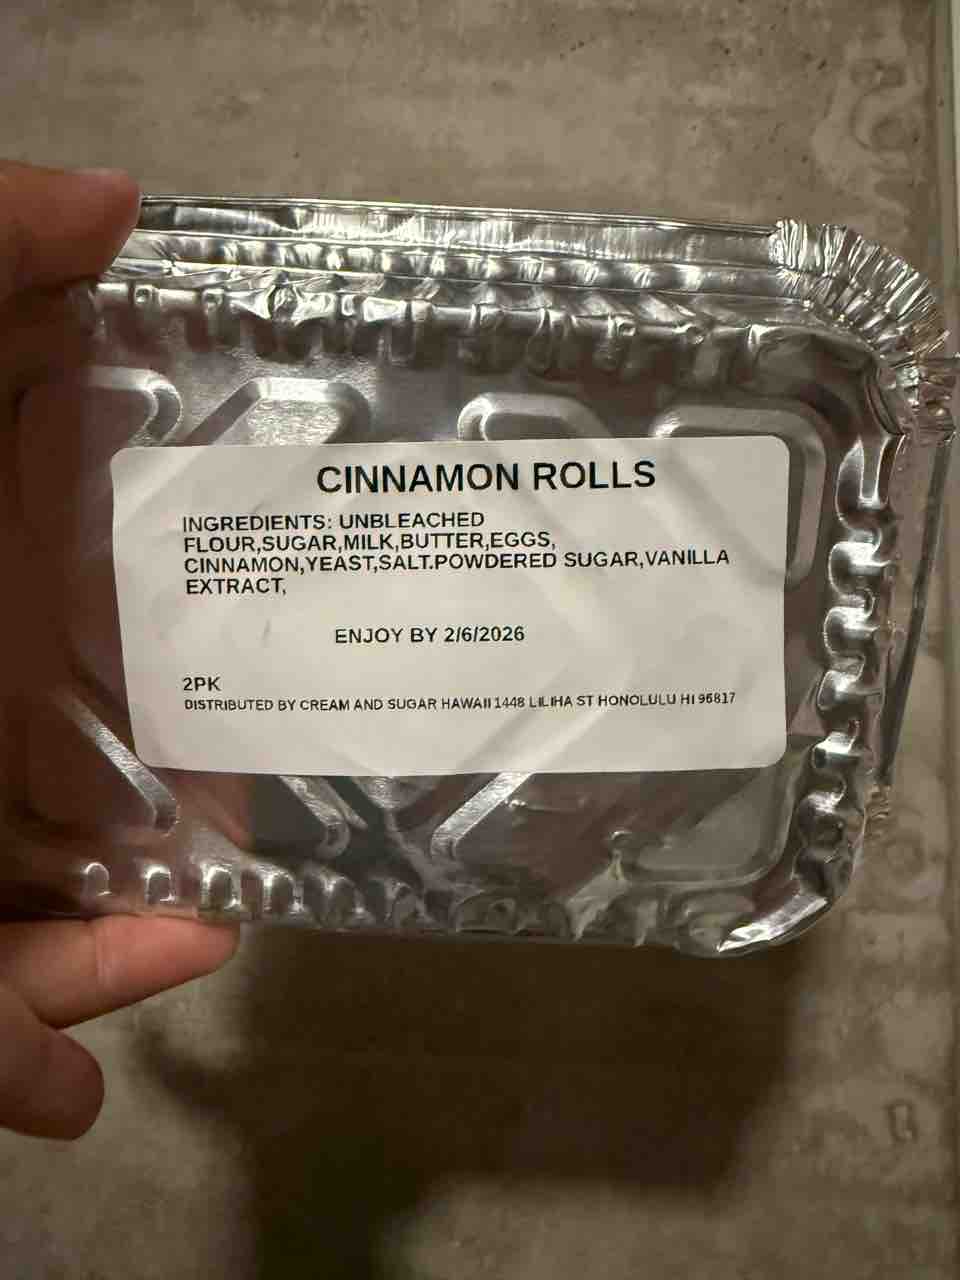 CINNAMON ROLLS
INGREDIENTS: UNBLEACHED
FLOUR,SUGAR,MILK,BUTTER,EGGS,
CINNAMON,YEAST,SALT.POWDERED SUGAR,VANILLA
EXTRACT,
ENJOY BY 2/6/2026
2PK
DISTRIBUTED BY CREAM AND SUGAR HAWAII 1448 LILIHA ST HONOLULU HI 96817